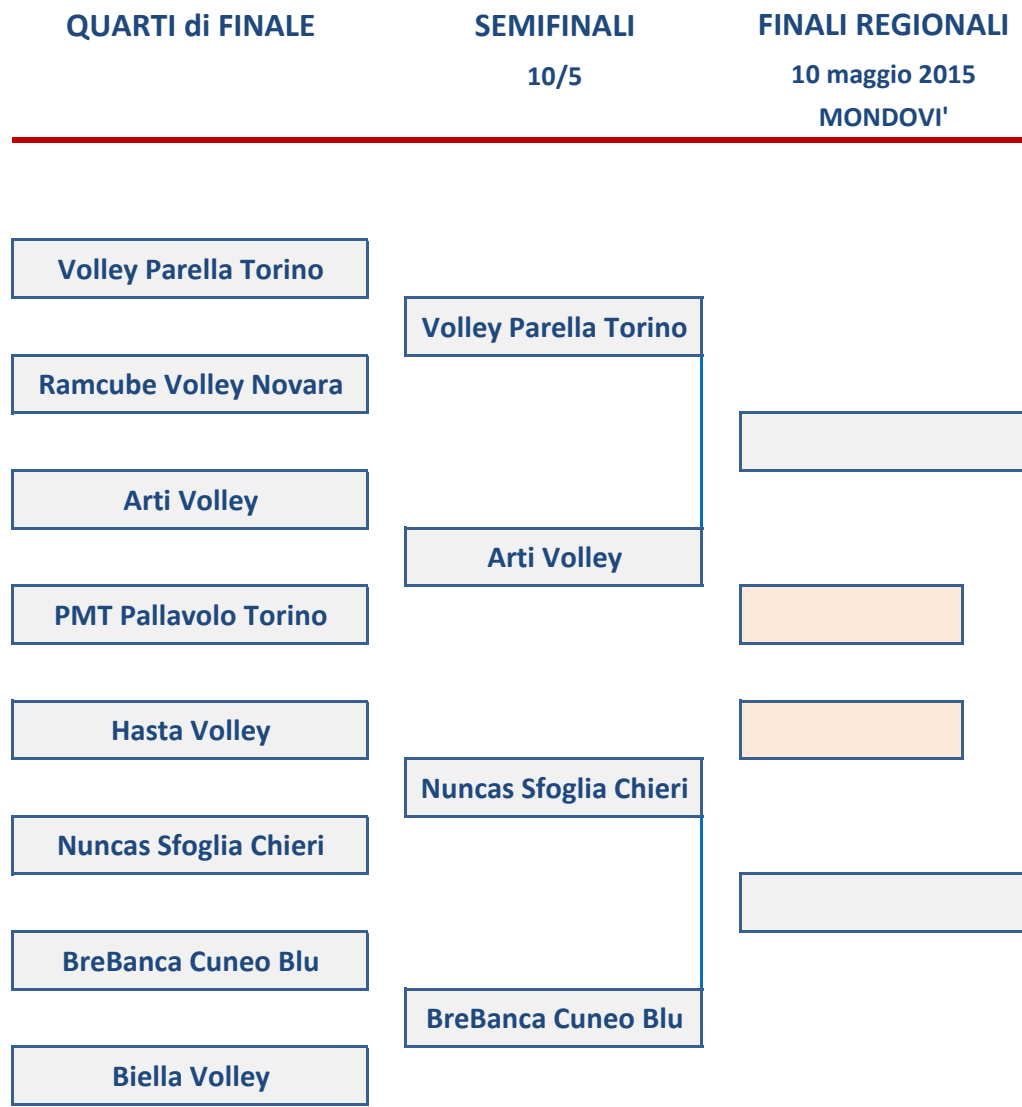 QUARTI di FINALE
SEMIFINALI
10/5
FINALI REGIONALI
10 maggio 2015
MONDOVI'
Volley Parella Torino
Ramcube Volley Novara
Arti Volley
PMT Pallavolo Torino
Hasta Volley
Nuncas Sfoglia Chieri
BreBanca Cuneo Blu
Biella Volley
Volley Parella Torino
Arti Volley
Nuncas Sfoglia Chieri
BreBanca Cuneo Blu